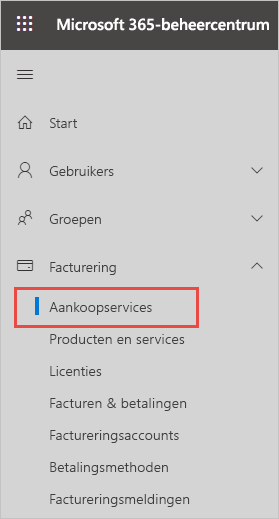 Microsoft 365-beheercentrum
Start
Gebruikers
Groepen
Facturering
Aankoopservices
Producten en services
Licenties
Facturen & betalingen
Factureringsaccounts
Betalingsmethoden
Factureringsmeldingen